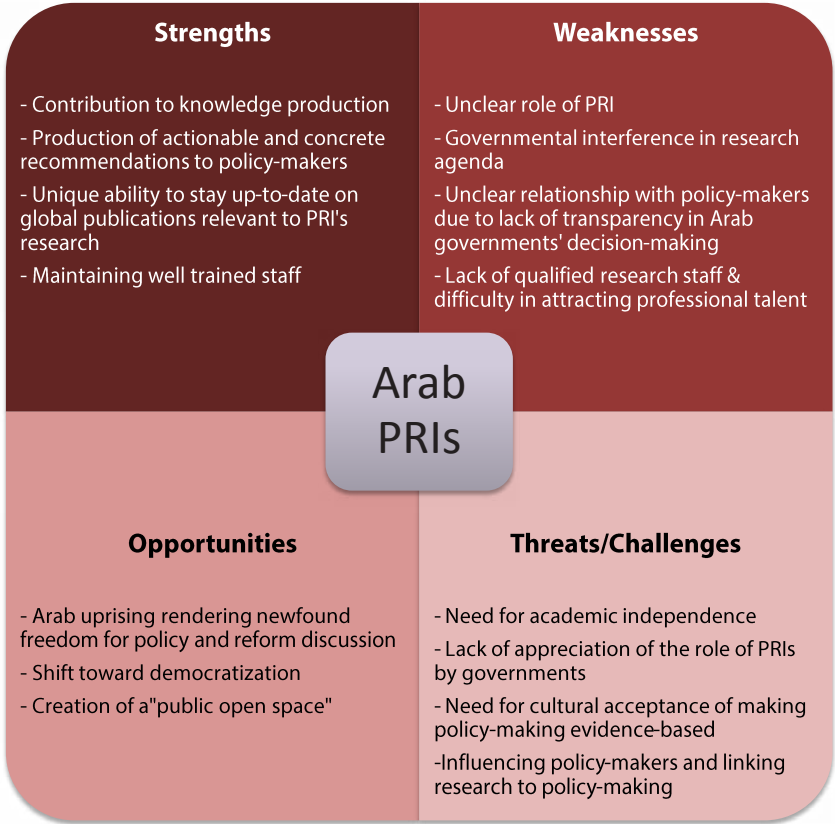 Strengths
- Contribution to knowledge production
- Production of actionable and concrete
recommendations to policy-makers
- Unique ability to stay up-to-date on
global publications relevant to PRI's
research
- Maintaining well trained staff
Weaknesses
- Unclear role of PRI
- Governmental interference in research
agenda
- Unclear relationship with policy-makers
due to lack of transparency in Arab
governments' decision-making
- Lack of qualified research staff &
difficulty in attracting professional talent
Arab
PRIs
Opportunities
- Arab uprising rendering newfound
freedom for policy and reform discussion
- Shift toward democratization
- Creation of a"public open space"
Threats/Challenges
- Need for academic independence
- Lack of appreciation of the role of PRIs
by governments
- Need for cultural acceptance of making
policy-making evidence-based
-Influencing policy-makers and linking
research to policy-making